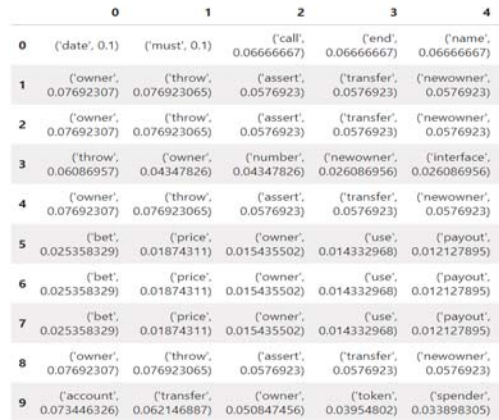 0 1 2 3 4
0 ('date', 0.1) ('must', 0.1) ('call', 0.06666667) ('end', 0.06666667) ('name', 0.06666667)
1 ('owner', 0.07692307) ('throw', 0.076923065) ('assert', 0.0576923) ('transfer', 0.0576923) ('newowner', 0.0576923)
2 ('owner', 0.07692307) ('throw', 0.076923065) ('assert', 0.0576923) ('transfer', 0.0576923) ('newowner', 0.0576923)
3 ('throw', 0.06086957) ('owner', 0.04347826) ('number', 0.04347826) ('newowner', 0.026086956) ('interface', 0.026086956)
4 ('owner', 0.07692307) ('throw', 0.076923065) ('assert', 0.0576923) ('transfer', 0.0576923) ('newowner', 0.0576923)
5 ('bet', 0.025358329) ('price', 0.01874311) ('owner', 0.015435502) ('use', 0.014332968) ('payout', 0.012127895)
6 ('bet', 0.025358329) ('price', 0.01874311) ('owner', 0.015435502) ('use', 0.014332968) ('payout', 0.012127895)
7 ('bet', 0.025358329) ('price', 0.01874311) ('owner', 0.015435502) ('use', 0.014332968) ('payout', 0.012127895)
8 ('owner', 0.07692307) ('throw', 0.076923065) ('assert', 0.0576923) ('transfer', 0.0576923) ('newowner', 0.0576923)
9 ('account', 0.073446326) ('transfer', 0.062146887) ('owner', 0.050847456) ('token', 0.03954802) ('spender', 0.033898305)